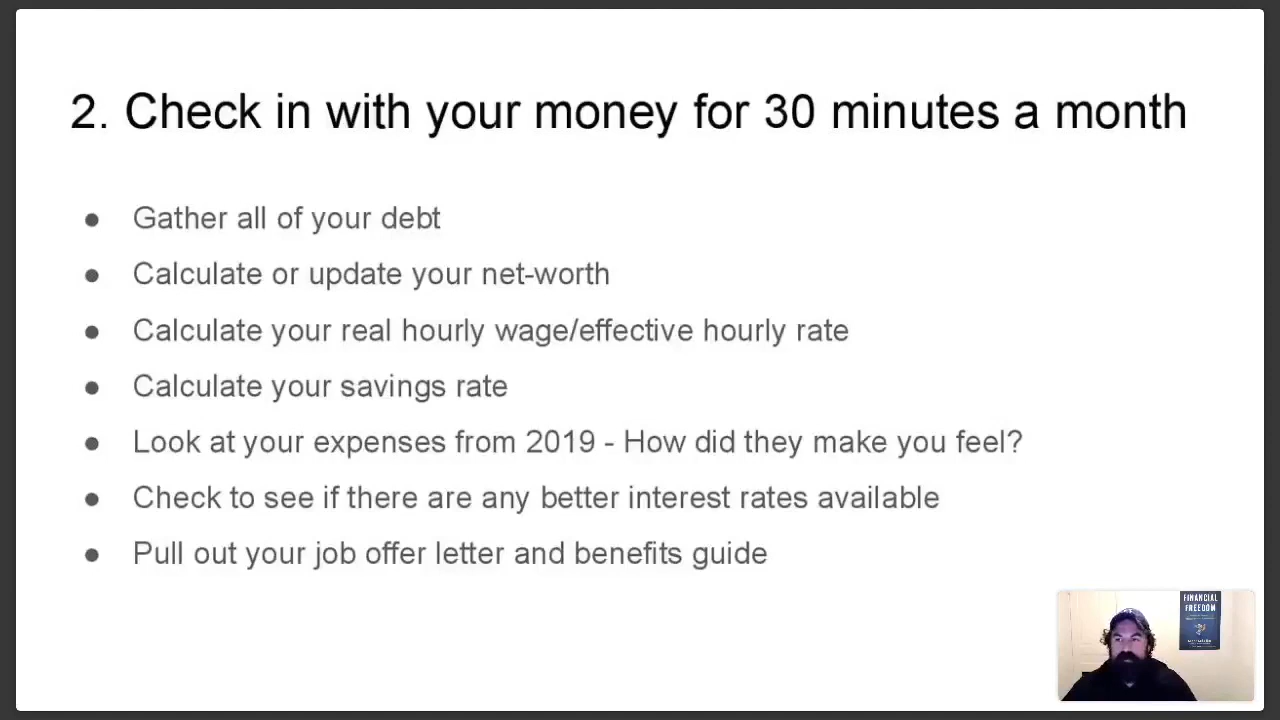 2. Check in with your money for 30 minutes a month
● Gather all of your debt
● Calculate or update your net-worth
● Calculate your real hourly wage/effective hourly rate
● Calculate your savings rate
● Look at your expenses from 2019 - How did they make you feel?
● Check to see if there are any better interest rates available
● Pull out your job offer letter and benefits guide
FINANCIAL
FREEDOM